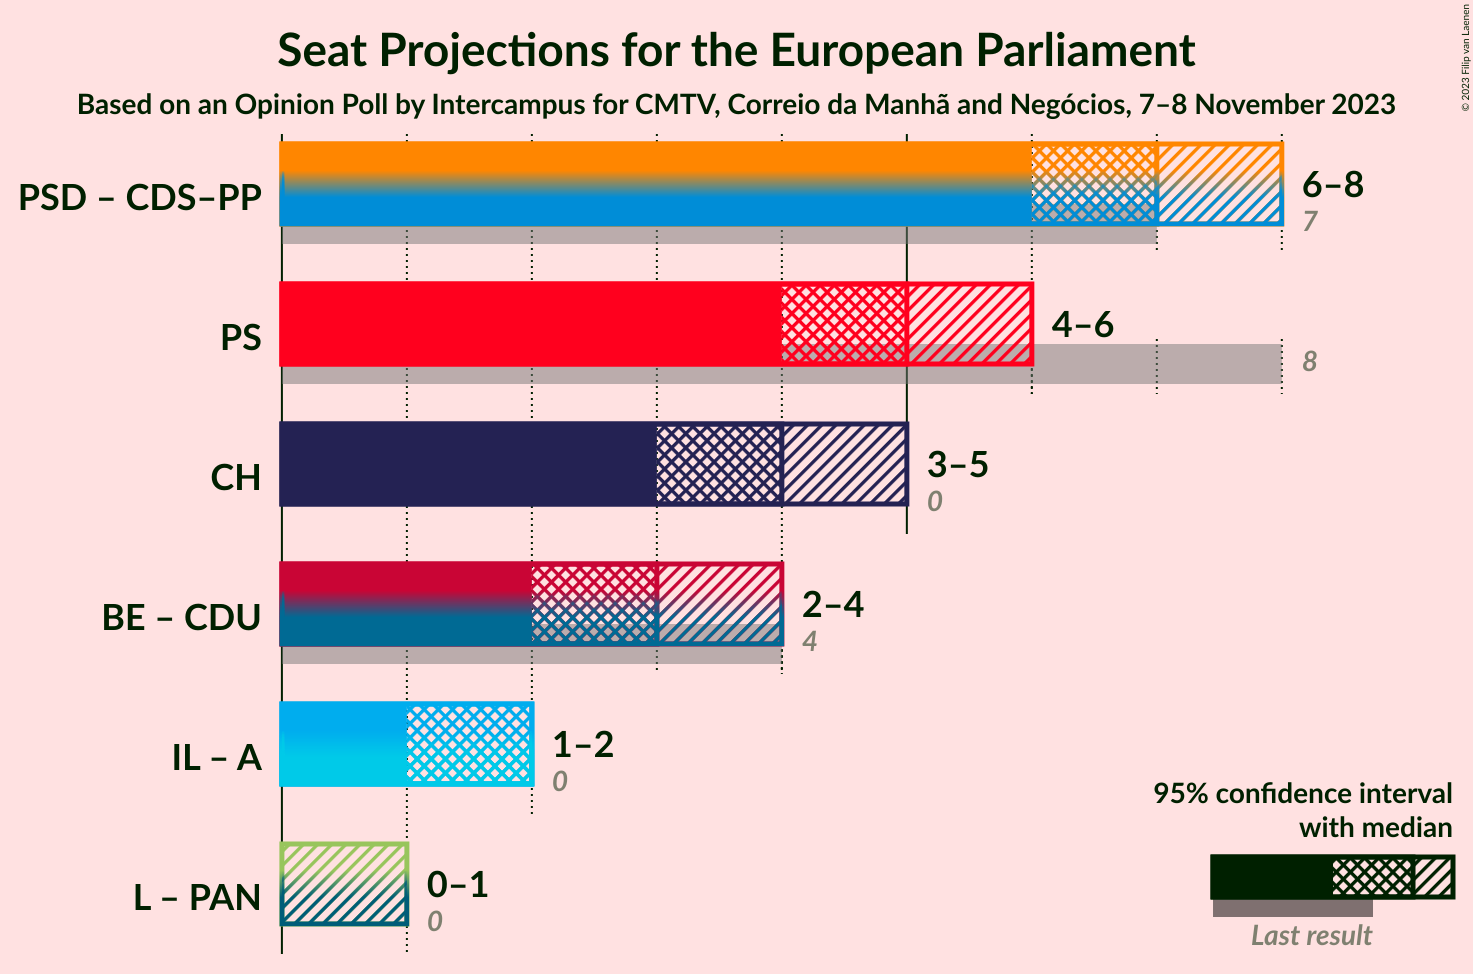 Seat Projections for the European Parliament
Based on an Opinion Poll by Intercampus for CMTV, Correio da Manhã and Negócios, 7–8 November 2023
© 2023 Filip van Laenen
PSD – CDS–PP
6–8
7
PS
4–6
8
CH
3–5
0
BE – CDU
2–4
4
IL – A
1–2
0
L – PAN
0–1
0
95% confidence interval
with median
Last result